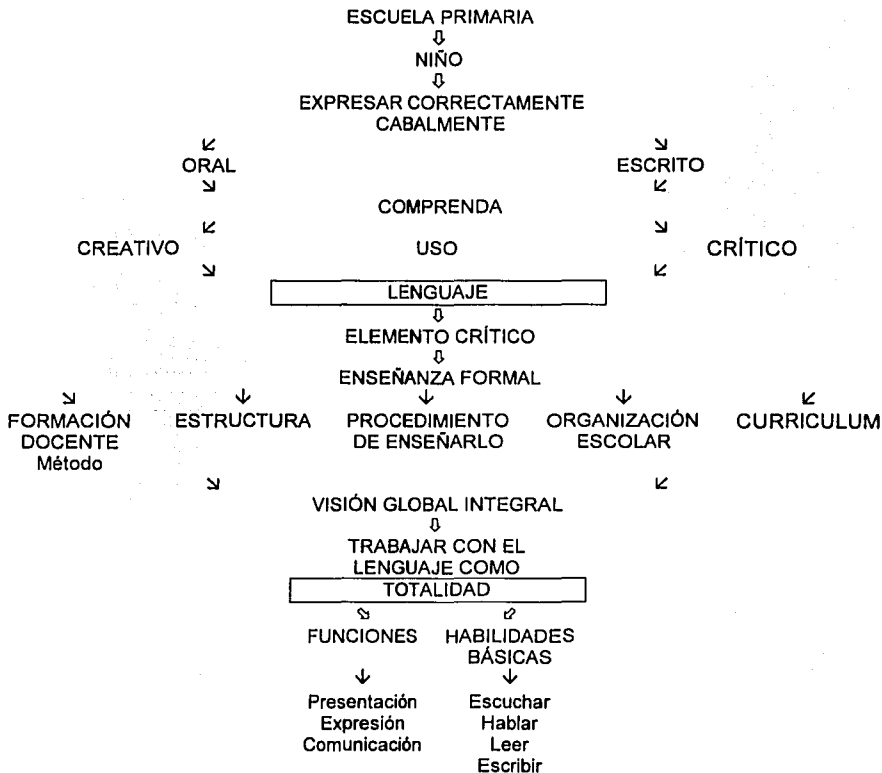 ESCUELA PRIMARIA
NIÑO
EXPRESAR CORRECTAMENTE
CABALMENTE
ORAL
ESCRITO
COMPRENDA
CREATIVO
USO
CRÍTICO
LENGUAJE
ELEMENTO CRÍTICO
ENSEÑANZA FORMAL
FORMACIÓN
DOCENTE
Método
ESTRUCTURA
PROCEDIMIENTO
DE ENSEÑARLO
ORGANIZACIÓN
ESCOLAR
CURRICULUM
VISIÓN GLOBAL INTEGRAL
TRABAJAR CON EL
LENGUAJE COMO
TOTALIDAD
FUNCIONES
HABILIDADES
BÁSICAS
Presentación
Expresión
Comunicación
Escuchar
Hablar
Leer
Escribir